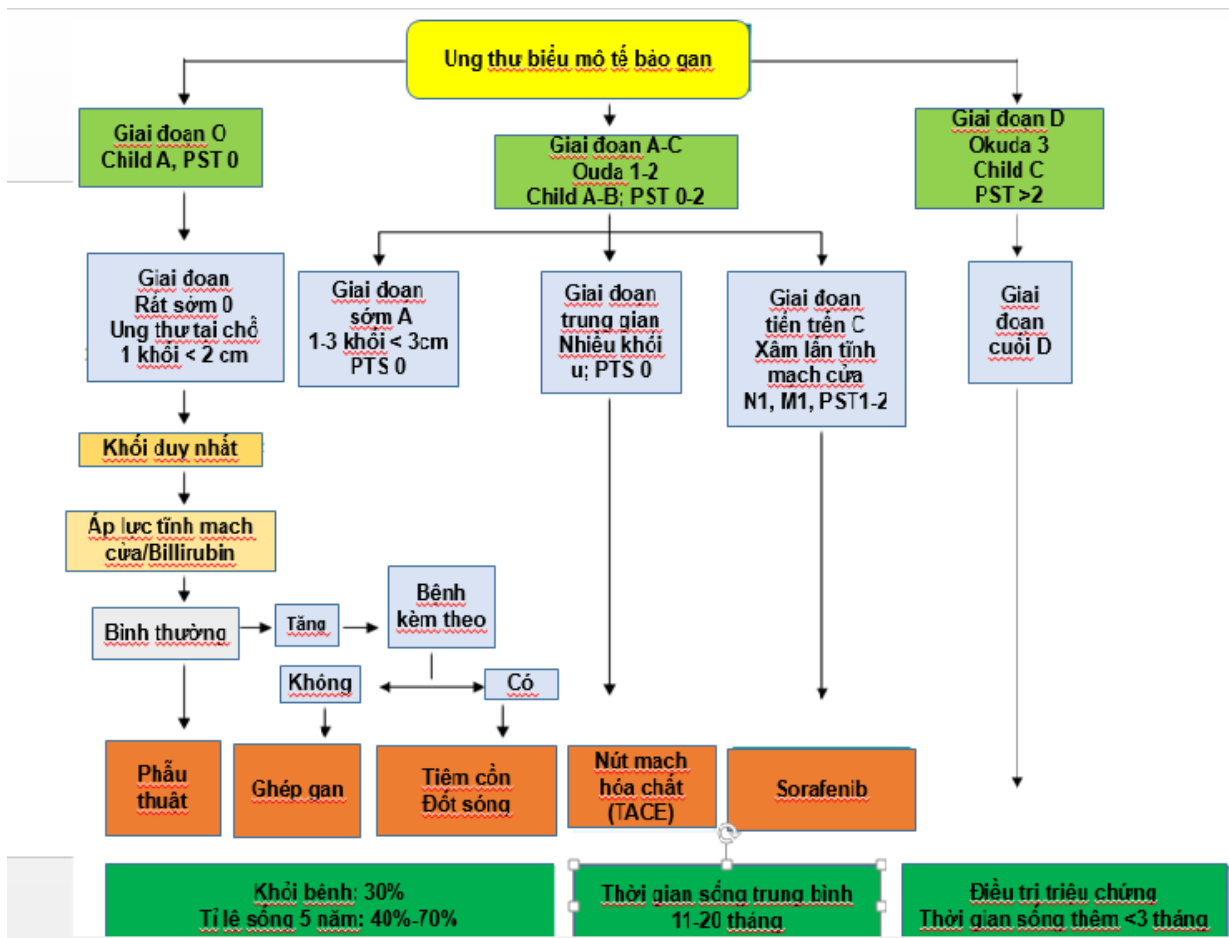 Ung thư biểu mô tế bào gan
Giai đoạn O
Child A, PST 0
Giai đoạn A-C
Ouda 1-2
Child A-B; PST 0-2
Giai đoạn D
Okuda 3
Child C
PST >2
Giai đoạn
Rất sớm 0
Ung thư tại chỗ
1 khối < 2 cm
Giai đoạn
sớm A
1-3 khối < 3cm
PTS 0
Giai đoạn
trung gian
Nhiều khối
u; PTS 0
Giai đoạn
tiến trên C
Xâm lấn tĩnh
mạch cửa
N1, M1, PST1-2
Giai
đoạn
cuối D
Khối duy nhất
Áp lực tĩnh mạch
cửa/Billirubin
Bình thường
Tăng
Bệnh
kèm theo
Không
Có
Phẫu
thuật
Ghép gan
Tiêm cồn
Đốt sóng
Nút mạch
hóa chất
(TACE)
Sorafenib
Khỏi bệnh: 30%
Tỉ lệ sống 5 năm: 40%-70%
Thời gian sống trung bình
11-20 tháng
Điều trị triệu chứng
Thời gian sống thêm <3 tháng